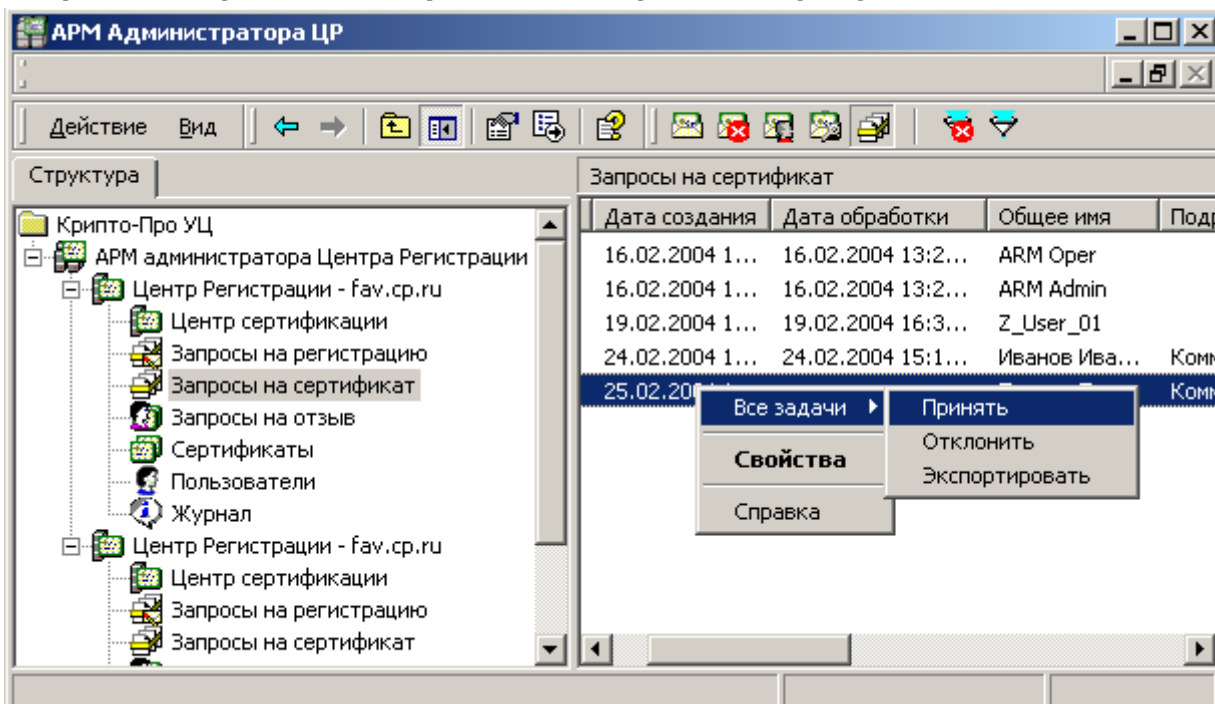 АРМ Администратора ЦР
Действие Вид
Структура
Крипто-Про УЦ
АРМ администратора Центра Регистрации
Центр Регистрации - fav.cp.ru
Центр сертификации
Запросы на регистрацию
Запросы на сертификат
Запросы на отзыв
Сертификаты
Пользователи
Журнал
Центр Регистрации - fav.cp.ru
Центр сертификации
Запросы на регистрацию
Запросы на сертификат
Запросы на сертификат
Дата создания Дата обработки Общее имя
16.02.2004 1... 16.02.2004 13:2... ARM Oper
16.02.2004 1... 16.02.2004 13:2... ARM Admin
19.02.2004 1... 19.02.2004 16:3... Z_User_01
24.02.2004 1... 24.02.2004 15:1... Иванов Ива...
Все задачи
Свойства
Справка
Принять
Отклонить
Экспортировать